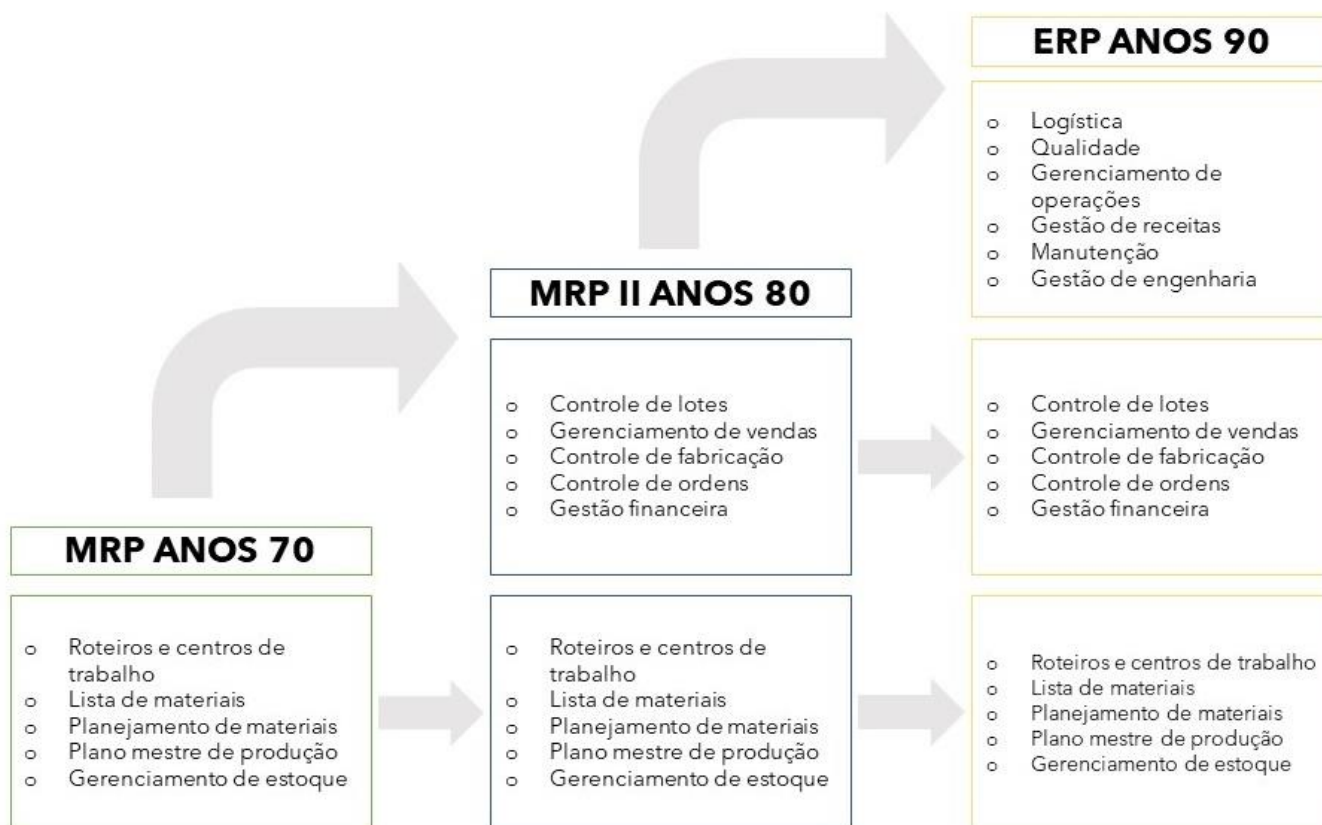 ERP ANOS 90
o Logística
o Qualidade
o Gerenciamento de
operações
o Gestão de receitas
o Manutenção
o Gestão de engenharia
MRP II ANOS 80
o Controle de lotes
o Gerenciamento de vendas
o Controle de fabricação
o Controle de ordens
o Gestão financeira
o Controle de lotes
o Gerenciamento de vendas
o Controle de fabricação
o Controle de ordens
o Gestão financeira
MRP ANOS 70
o Roteiros e centros de
trabalho
o Lista de materiais
o Planejamento de materiais
o Plano mestre de produção
o Gerenciamento de estoque
o Roteiros e centros de
trabalho
o Lista de materiais
o Planejamento de materiais
o Plano mestre de produção
o Gerenciamento de estoque
o Roteiros e centros de trabalho
o Lista de materiais
o Planejamento de materiais
o Plano mestre de produção
o Gerenciamento de estoque